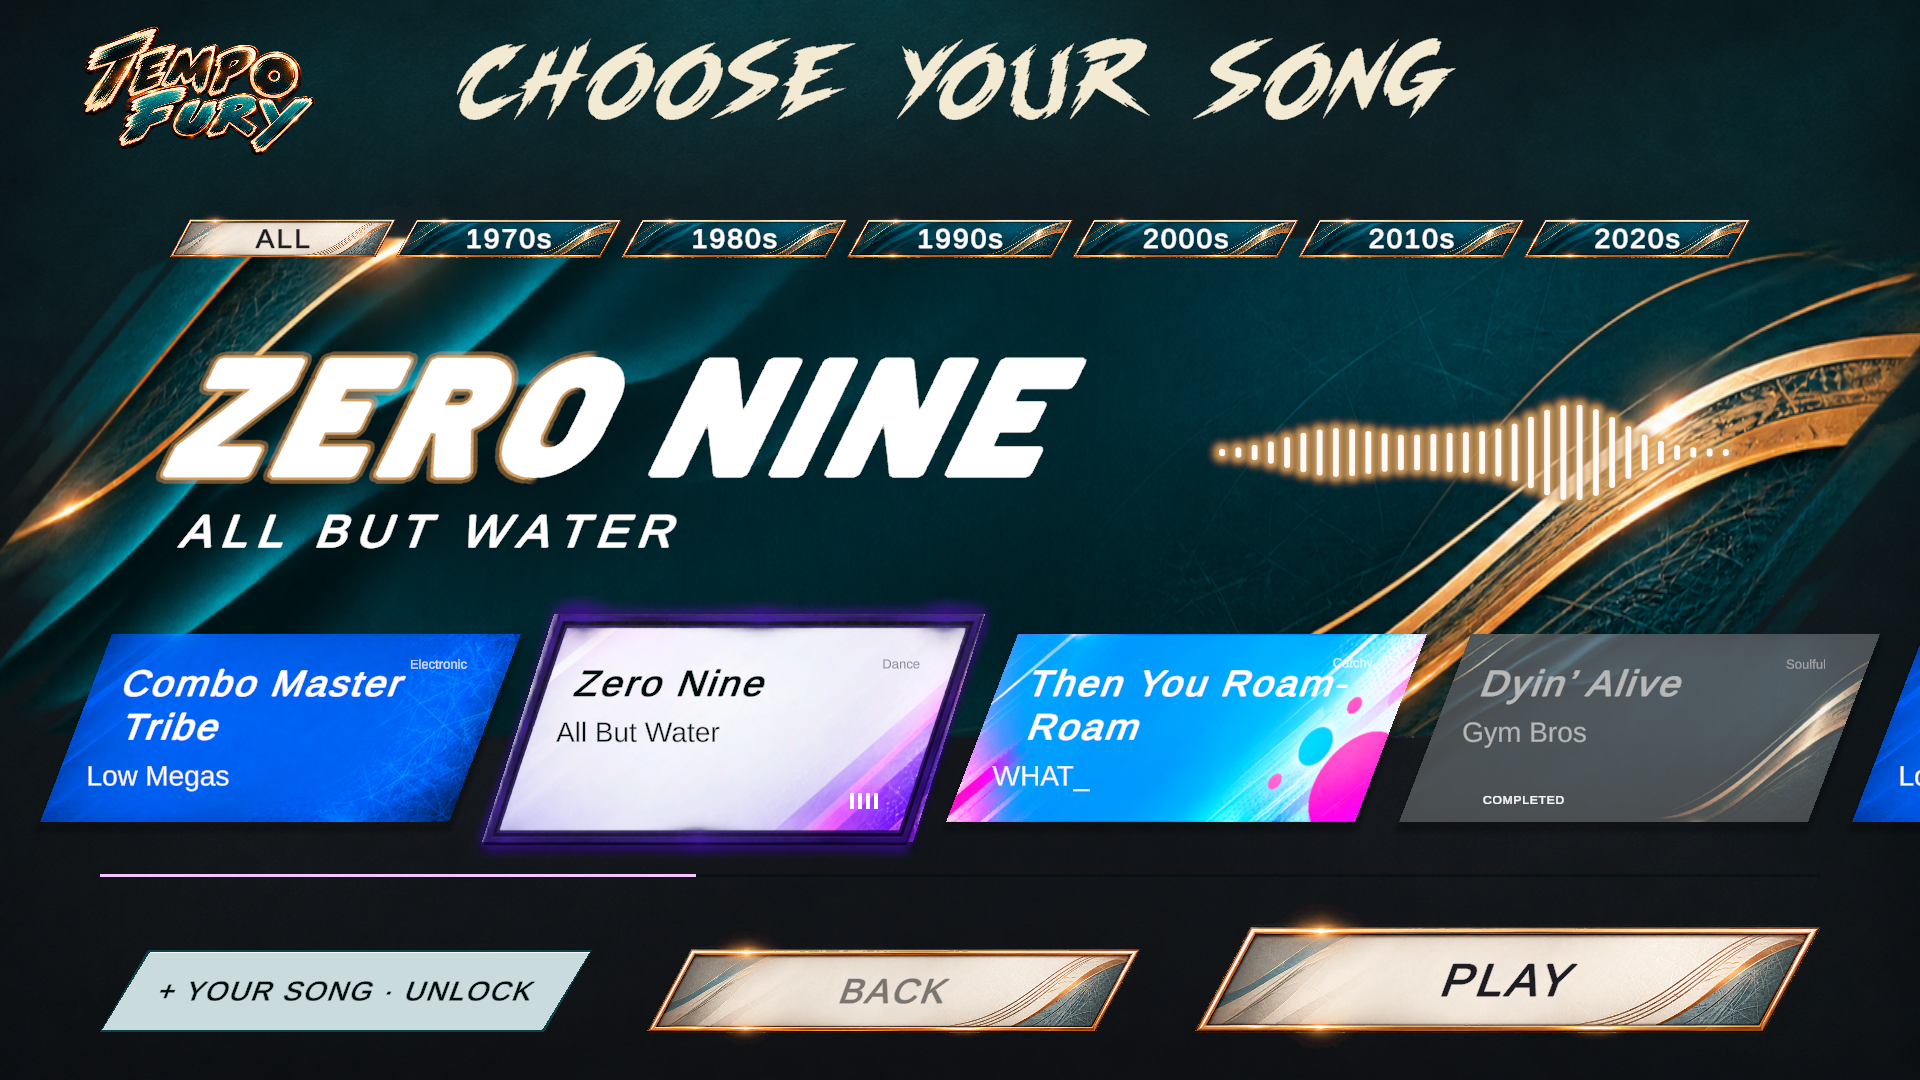 TEMPO
FURY
CHOOSE YOUR SONG
ALL
1970s
1980s
1990s
2000s
2010s
2020s
ZERO NINE
ALL BUT WATER
Electronic
Combo Master
Tribe
Low Megas
Dance
Zero Nine
All But Water
Catchy
Then You Roam-
Roam
WHAT_
Soulful
Dyin' Alive
Gym Bros
COMPLETED
+ YOUR SONG · UNLOCK
BACK
PLAY